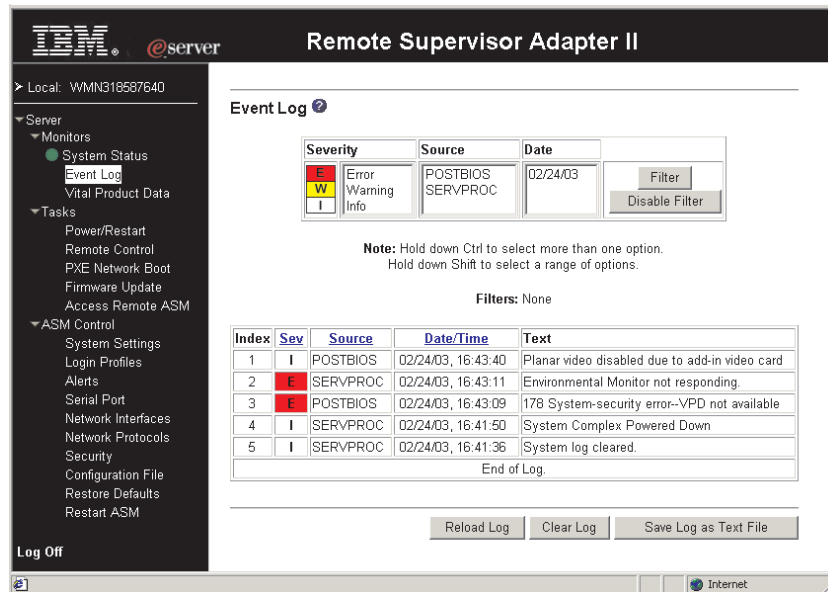 IBM. @server Remote Supervisor Adapter II
Local: WMN318587640
Server
Monitors
System Status
Event Log
Vital Product Data
Tasks
Power/Restart
Remote Control
PXE Network Boot
Firmware Update
Access Remote ASM
ASM Control
System Settings
Login Profiles
Alerts
Serial Port
Network Interfaces
Network Protocols
Security
Configuration File
Restore Defaults
Restart ASM
Log Off
Event Log ?
Severity Source Date
E Error POSTBIOS 02/24/03 Filter
W Warning SERVPROC Disable Filter
I Info
Note: Hold down Ctrl to select more than one option.
Hold down Shift to select a range of options.
Filters: None
Index Sev Source Date/Time Text
1 I POSTBIOS 02/24/03, 16:43:40 Planar video disabled due to add-in video card
2 E SERVPROC 02/24/03, 16:43:11 Environmental Monitor not responding.
3 E POSTBIOS 02/24/03, 16:43:09 178 System-security error--VPD not available
4 I SERVPROC 02/24/03, 16:41:50 System Complex Powered Down
5 I SERVPROC 02/24/03, 16:41:36 System log cleared.
End of Log.
Reload Log Clear Log Save Log as Text File
Internet